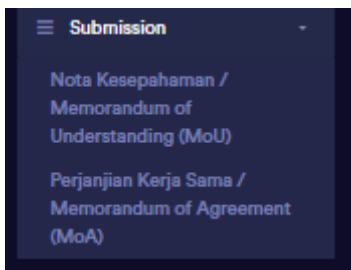 Submission
Nota Kesepahaman /
Memorandum of
Understanding (MoU)
Perjanjian Kerja Sama /
Memorandum of Agreement
(MoA)